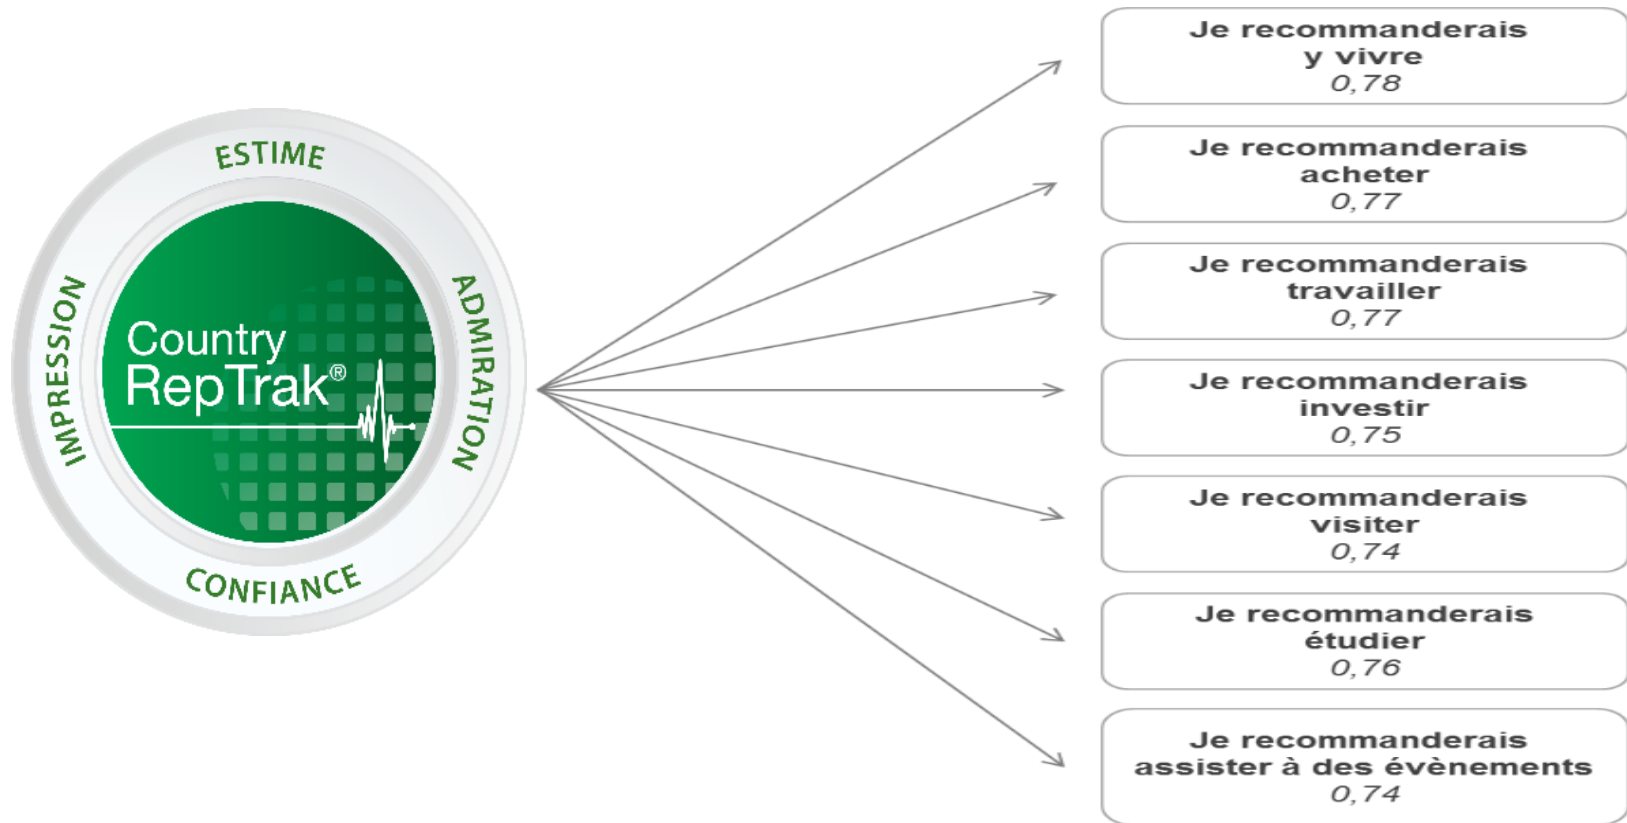 ESTIME
IMPRESSION
ADMIRATION
Country
RepTrak®
CONFIANCE
Je recommanderais
y vivre
0,78
Je recommanderais
acheter
0,77
Je recommanderais
travailler
0,77
Je recommanderais
investir
0,75
Je recommanderais
visiter
0,74
Je recommanderais
étudier
0,76
Je recommanderais
assister à des évènements
0,74